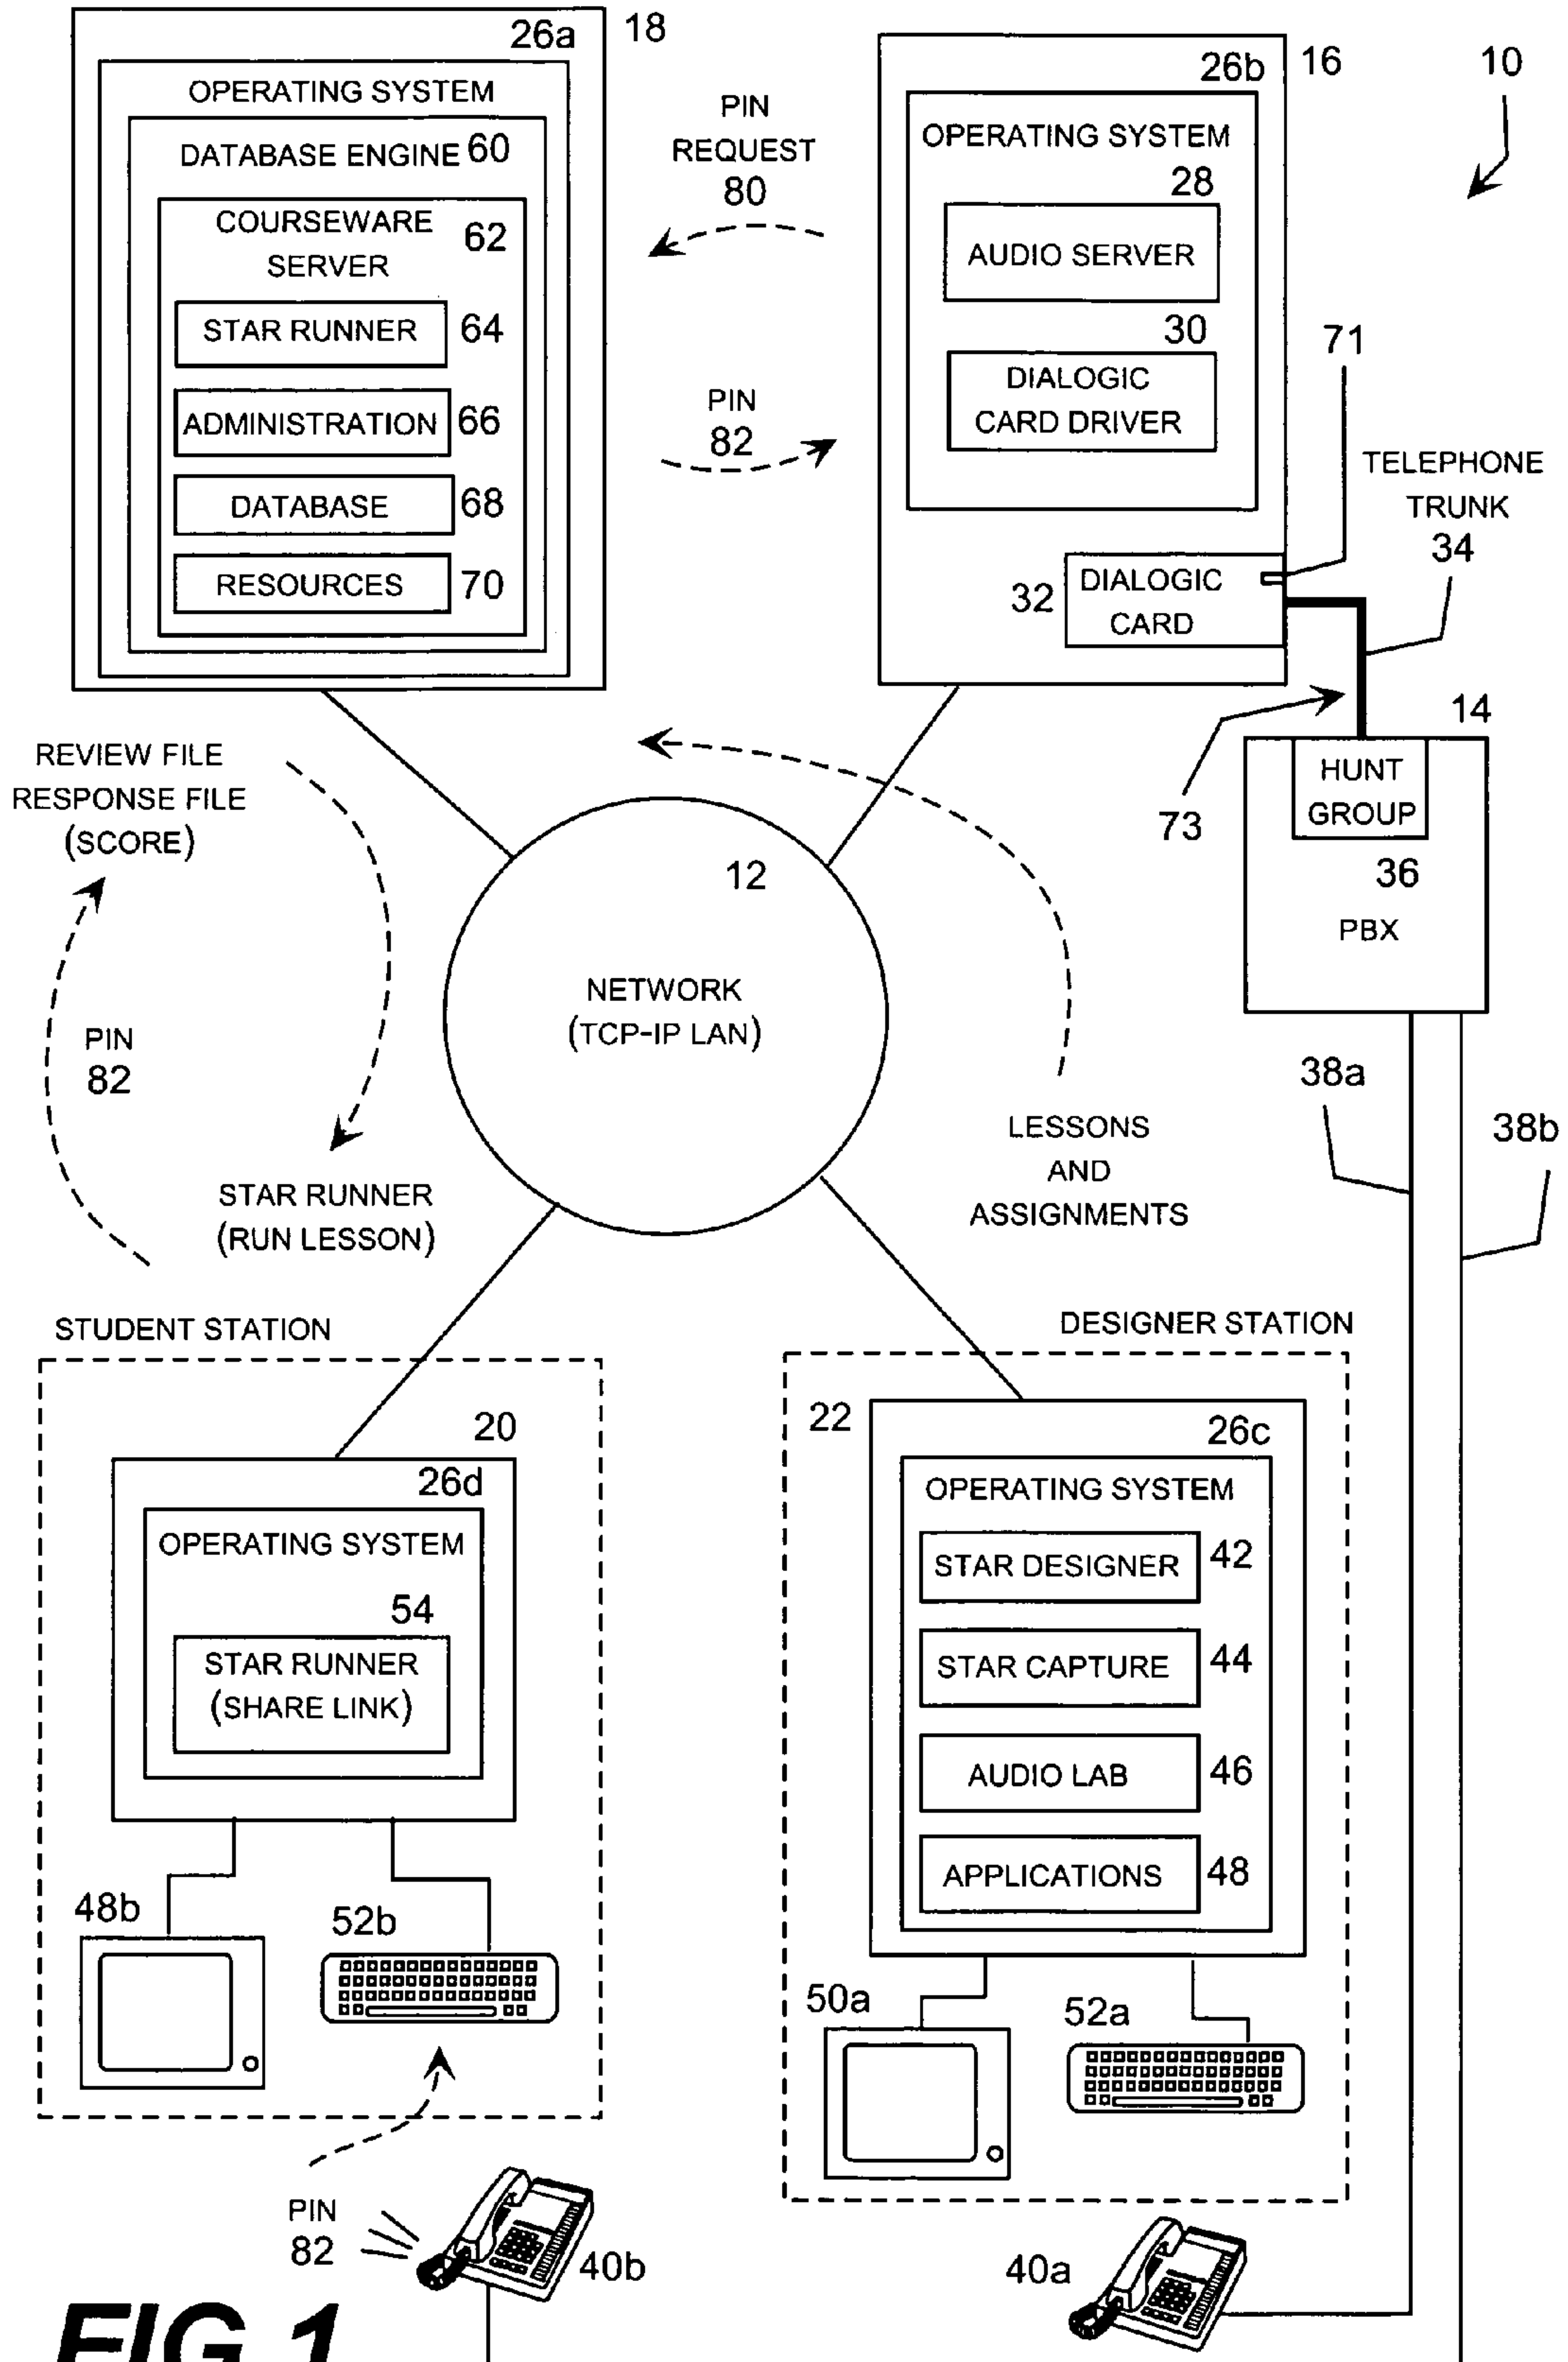 26a
18
OPERATING SYSTEM
DATABASE ENGINE 60
COURSEWARE
SERVER
62
STAR RUNNER
64
ADMINISTRATION
66
DATABASE
68
RESOURCES
70
PIN
REQUEST
80
PIN
82
26b
16
OPERATING SYSTEM
28
AUDIO SERVER
30
DIALOGIC
CARD DRIVER
32
DIALOGIC
CARD
10
71
TELEPHONE
TRUNK
34
73
14
HUNT
GROUP
36
PBX
38a
38b
REVIEW FILE
RESPONSE FILE
(SCORE)
PIN
82
STAR RUNNER
(RUN LESSON)
12
NETWORK
(TCP-IP LAN)
LESSONS
AND
ASSIGNMENTS
STUDENT STATION
20
26d
OPERATING SYSTEM
54
STAR RUNNER
(SHARE LINK)
48b
52b
PIN
82
40b
DESIGNER STATION
22
26c
OPERATING SYSTEM
STAR DESIGNER
42
STAR CAPTURE
44
AUDIO LAB
46
APPLICATIONS
48
50a
52a
40a
FIG 1